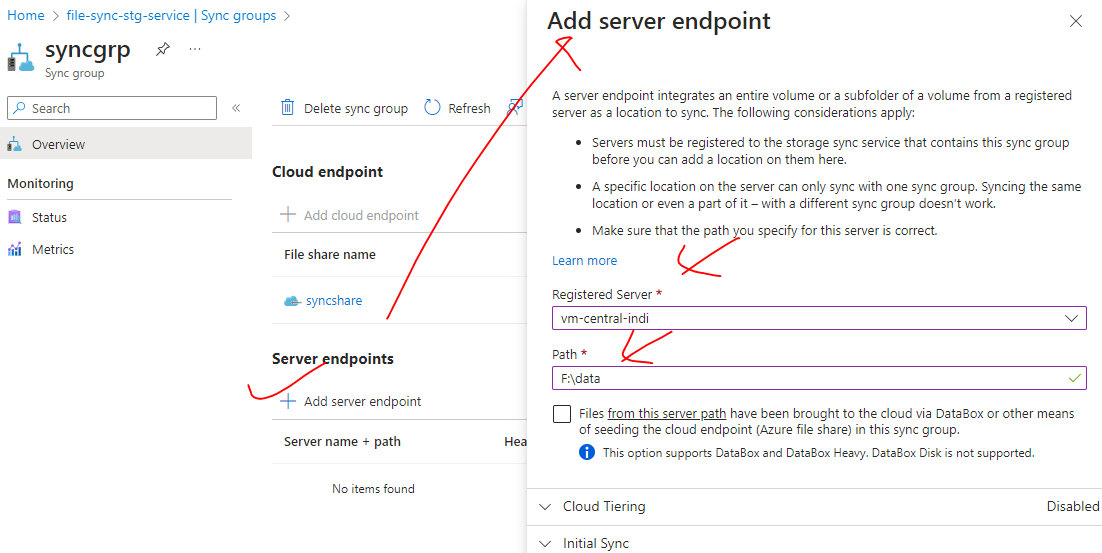 Home > file-sync-stg-service | Sync groups >
syncgrp
Sync group
Search
Overview
Monitoring
Status
Metrics
Delete sync group
Refresh
Cloud endpoint
Add cloud endpoint
File share name
syncshare
Server endpoints
Add server endpoint
Server name + path Hea
No items found
Add server endpoint
A server endpoint integrates an entire volume or a subfolder of a volume from a registered
server as a location to sync. The following considerations apply:
• Servers must be registered to the storage sync service that contains this sync group
before you can add a location on them here.
• A specific location on the server can only sync with one sync group. Syncing the same
location or even a part of it – with a different sync group doesn't work.
• Make sure that the path you specify for this server is correct.
Learn more
Registered Server *
vm-central-indi
Path *
F:\data
Files from this server path have been brought to the cloud via DataBox or other means
of seeding the cloud endpoint (Azure file share) in this sync group.
This option supports DataBox and DataBox Heavy. DataBox Disk is not supported.
Cloud Tiering Disabled
Initial Sync